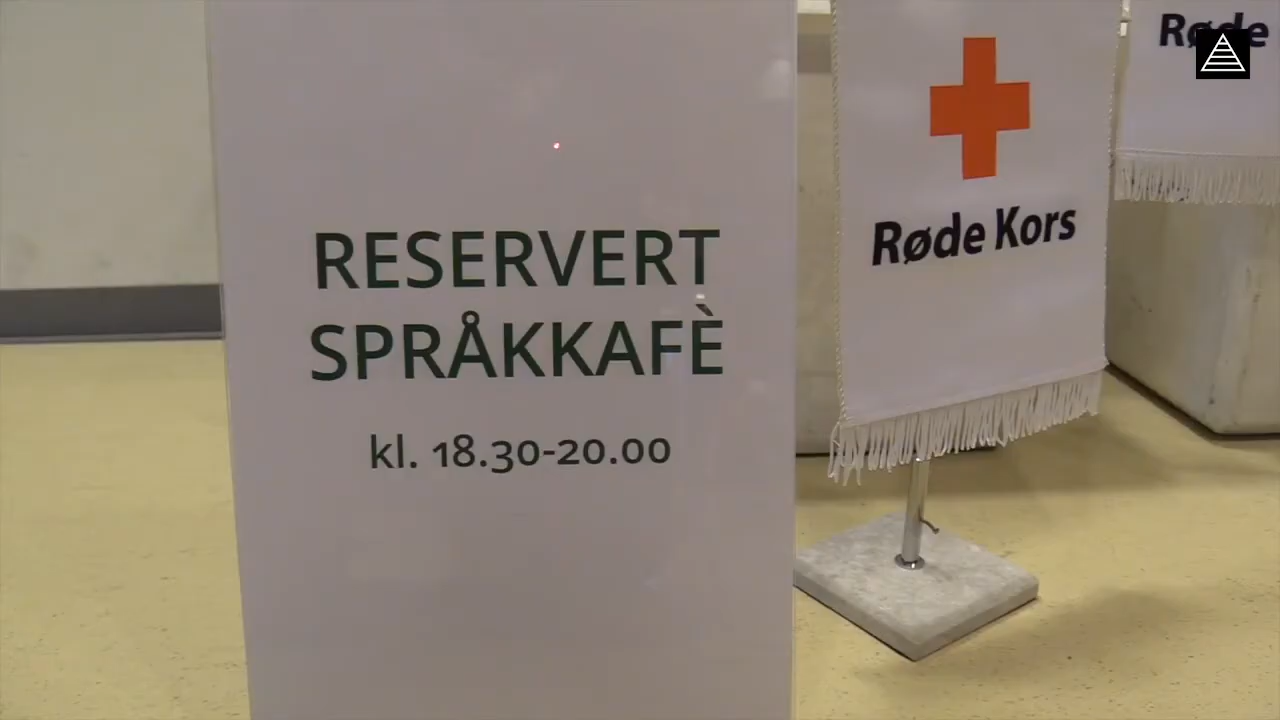 RESERVERT
SPRÅKKAFÈ
kl. 18.30-20.00
Røde Kors
Røde